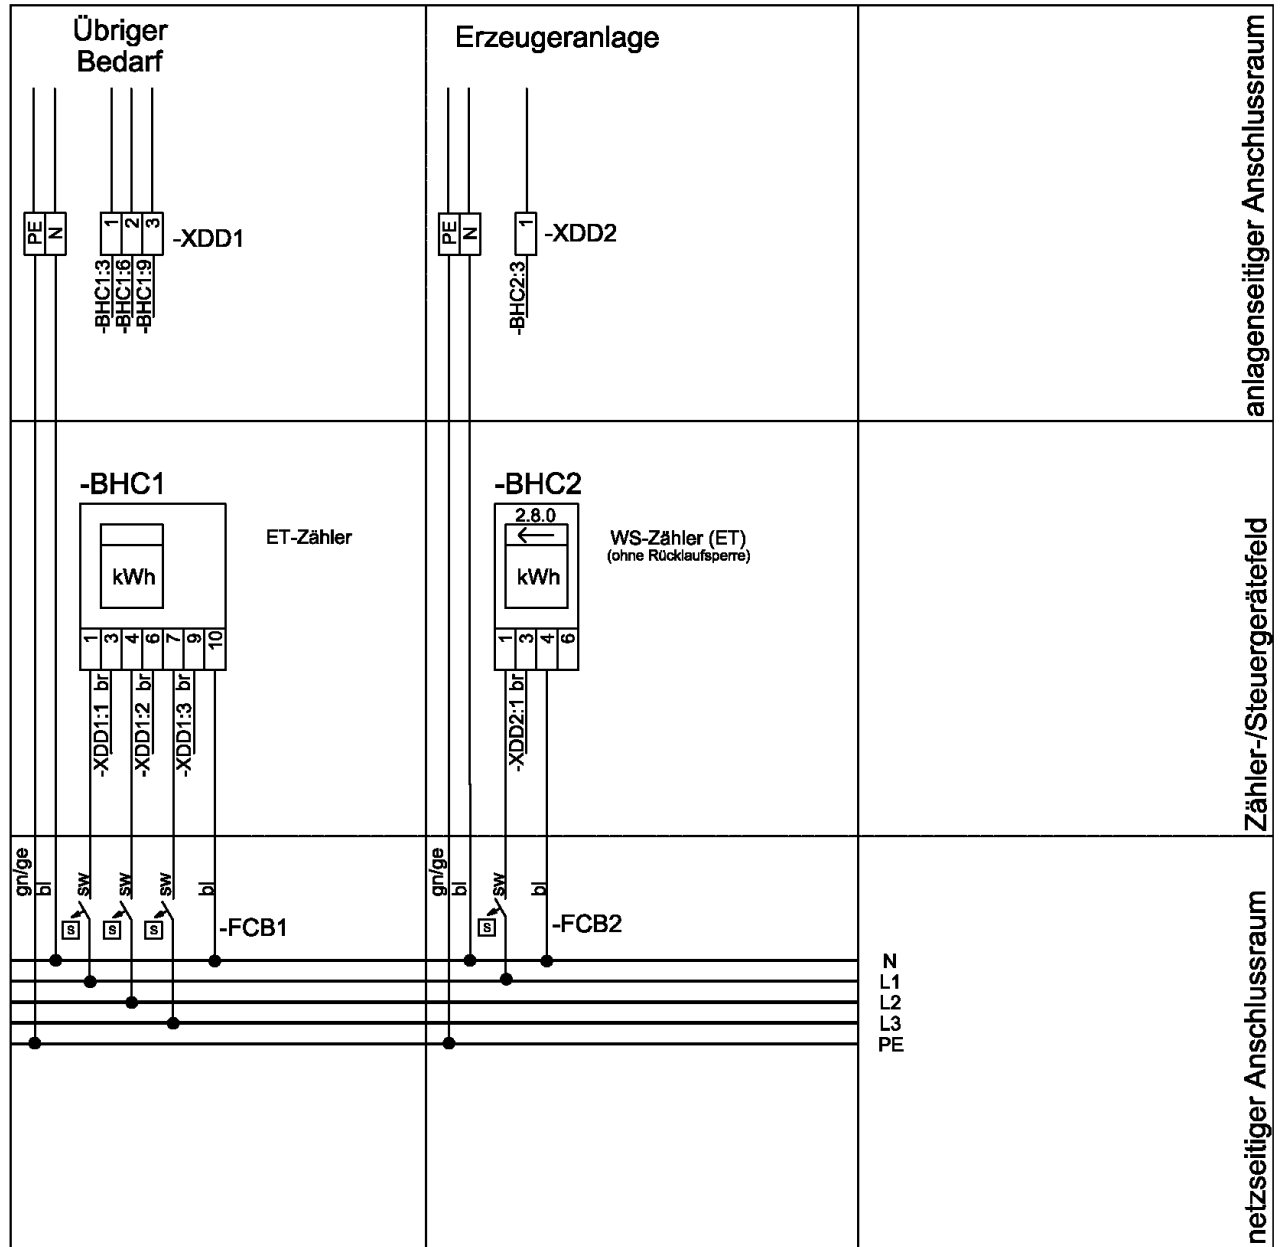 Übriger
Bedarf
Erzeugeranlage
anlagenseitiger Anschlussraum
PE
N
1
2
3
-XDD1
-BHC1:3
-BHC1:6
-BHC1:9
PE
N
1
-XDD2
-BHC2:3
-BHC1
kWh
ET-Zähler
1
3
4
6
7
9
10
-XDD1:1 br
-XDD1:2 br
-XDD1:3 br
-BHC2
2.8.0
kWh
WS-Zähler (ET)
(ohne Rücklaufsperre)
1
3
4
6
-XDD2:1 br
Zähler-/Steuergerätefeld
gn/ge
bl
sw
sw
sw
bl
S
S
S
-FCB1
gn/ge
bl
sw
bl
S
-FCB2
N
L1
L2
L3
PE
netzseitiger Anschlussraum